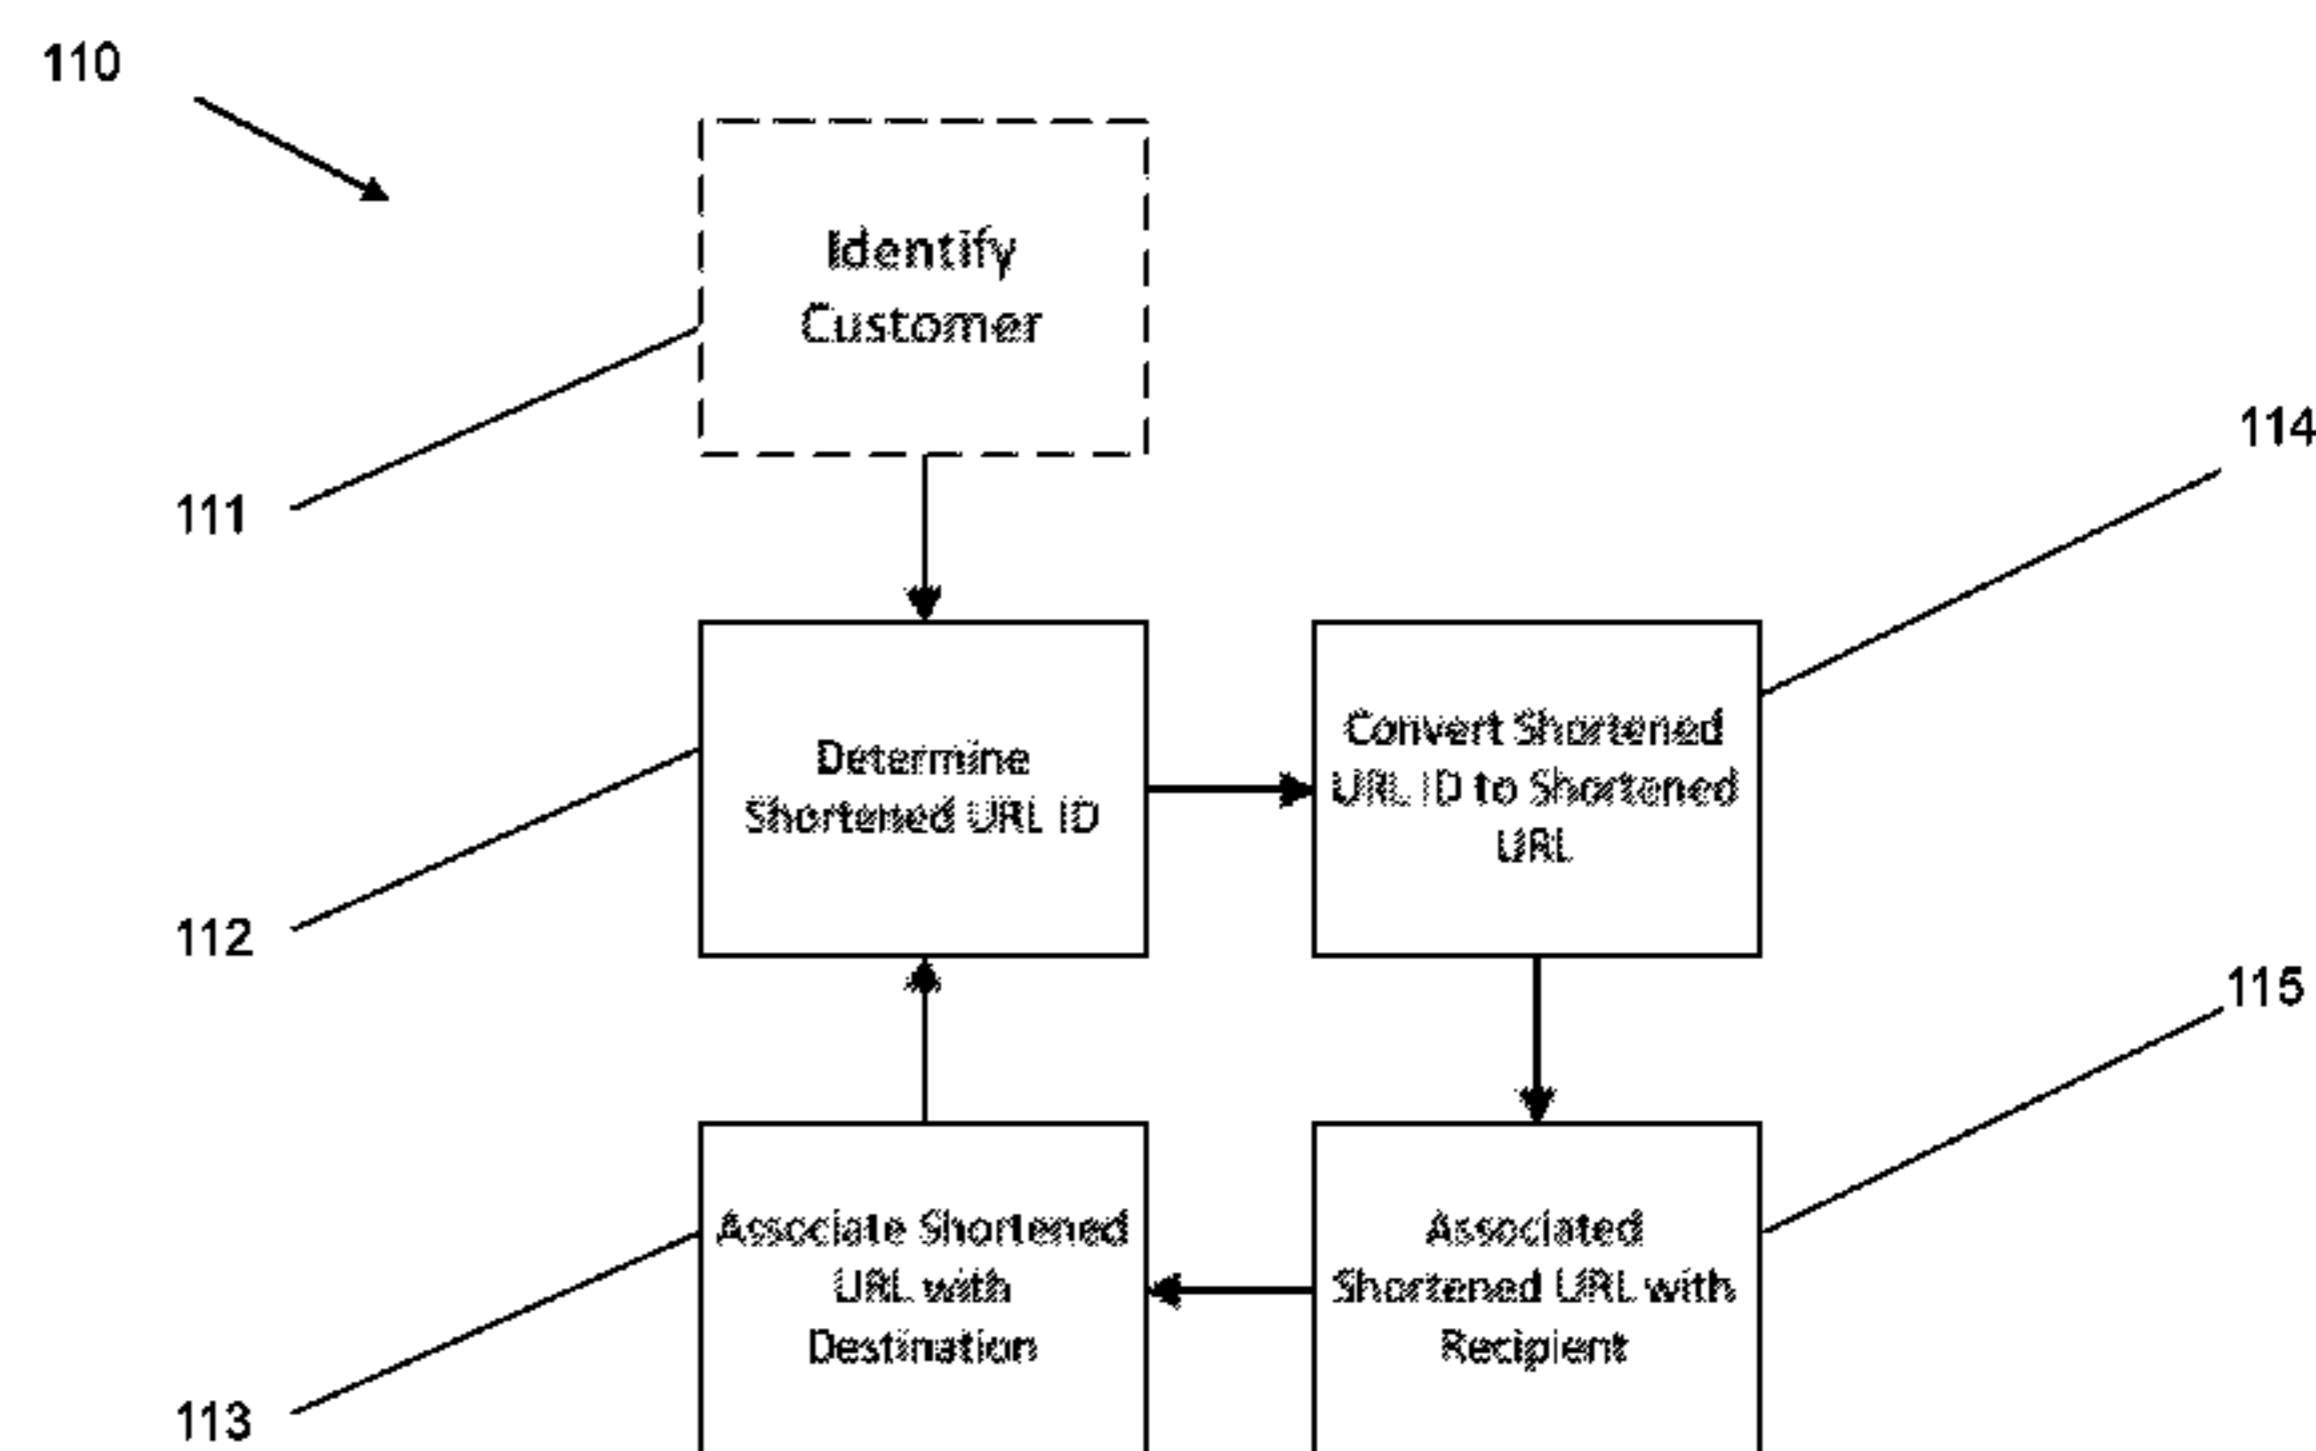 110
Identify
Customer
111
114
Determine
Shortened URL ID
Convert Shortened
URL ID to Shortened
URL
112
115
Associate Shortened
URL with
Destination
Associated
Shortened URL with
Recipient
113